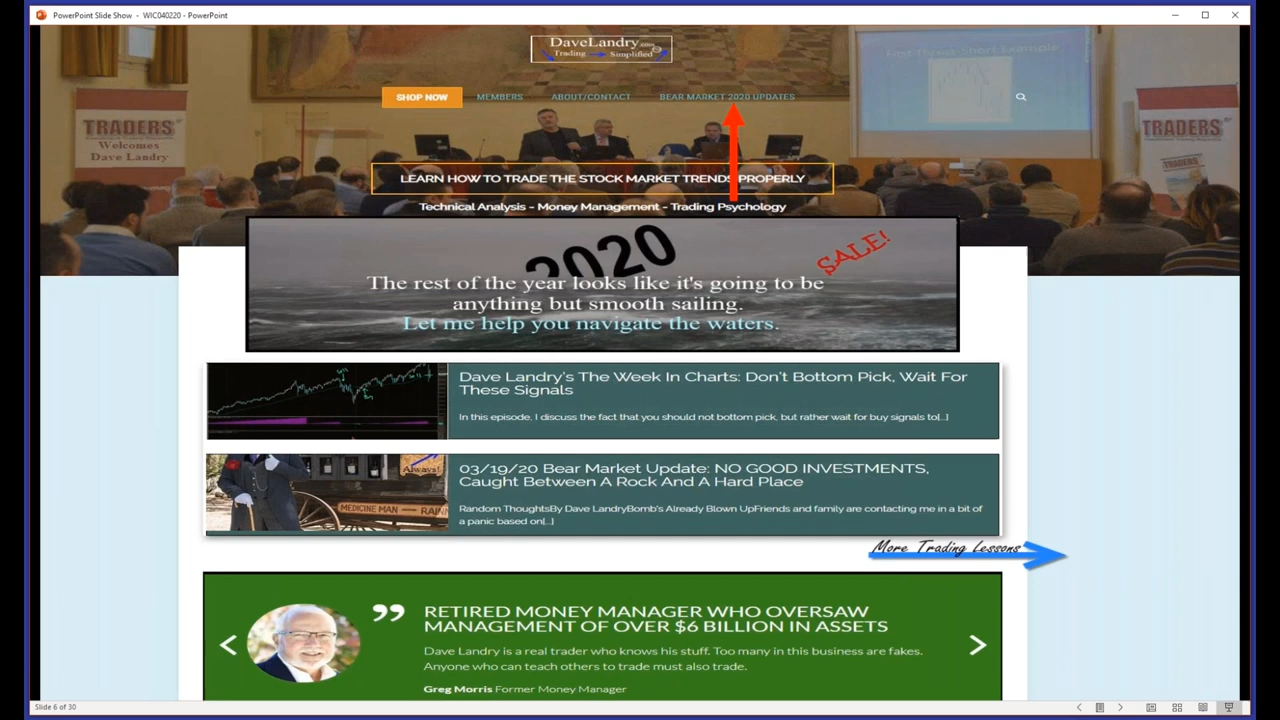 PowerPoint Slide Show - WIC040220 - PowerPoint
DaveLandry.com
Trading Simplified
SHOP NOW MEMBERS ABOUT/CONTACT BEAR MARKET 2020 UPDATES
TRADERS'
Welcomes
Dave Landry
TRADERS'
LEARN HOW TO TRADE THE STOCK MARKET TRENDS PROPERLY
Technical Analysis - Money Management - Trading Psychology
2020
SALE!
The rest of the year looks like it's going to be
anything but smooth sailing.
Let me help you navigate the waters.
Dave Landry's The Week In Charts: Don't Bottom Pick, Wait For
These Signals
In this episode, I discuss the fact that you should not bottom pick, but rather wait for buy signals to[...]
Always!
MEDICINE MAN
03/19/20 Bear Market Update: NO GOOD INVESTMENTS,
Caught Between A Rock And A Hard Place
Random ThoughtsBy Dave LandryBomb's Already Blown UpFriends and family are contacting me in a bit of
a panic based on[...]
More Trading Lessons
RETIRED MONEY MANAGER WHO OVERSAW
MANAGEMENT OF OVER $6 BILLION IN ASSETS
Dave Landry is a real trader who knows his stuff. Too many in this business are fakes.
Anyone who can teach others to trade must also trade.
Greg Morris Former Money Manager
Slide 6 of 30